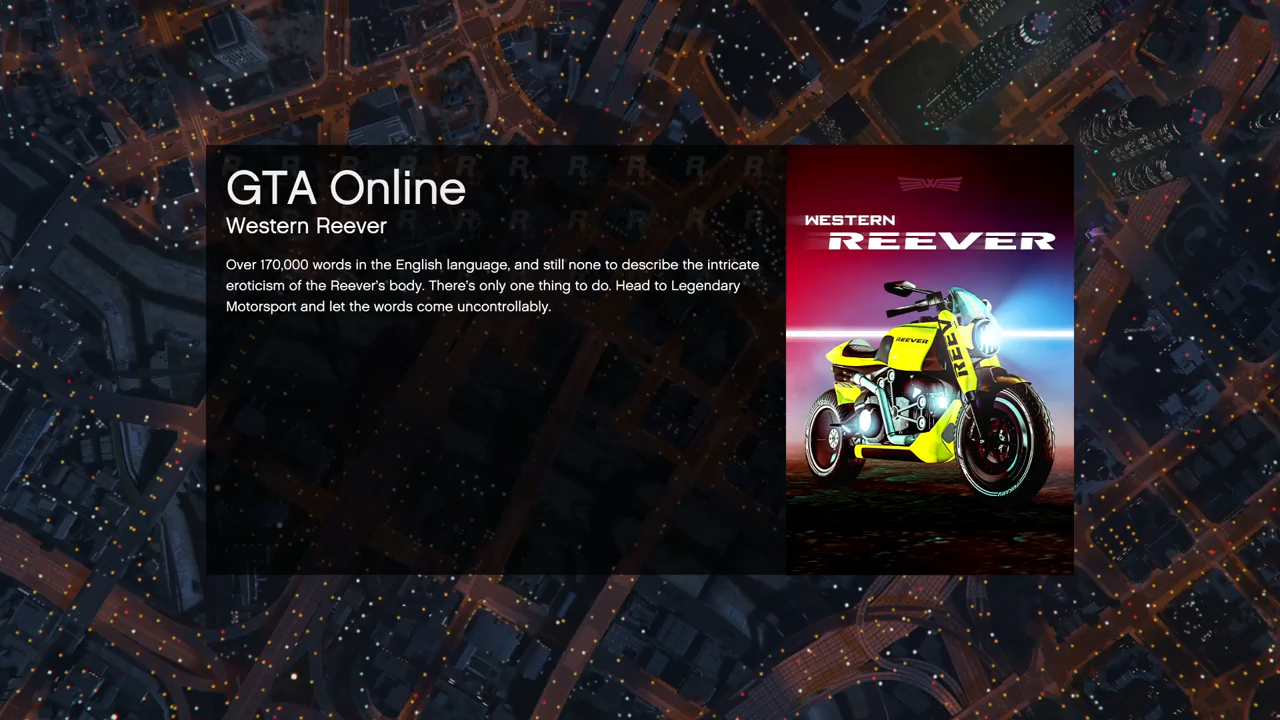 GTA Online
Western Reever
Over 170,000 words in the English language, and still none to describe the intricate
eroticism of the Reever's body. There's only one thing to do. Head to Legendary
Motorsport and let the words come uncontrollably.
WESTERN
REEVER
REEVER
REEV